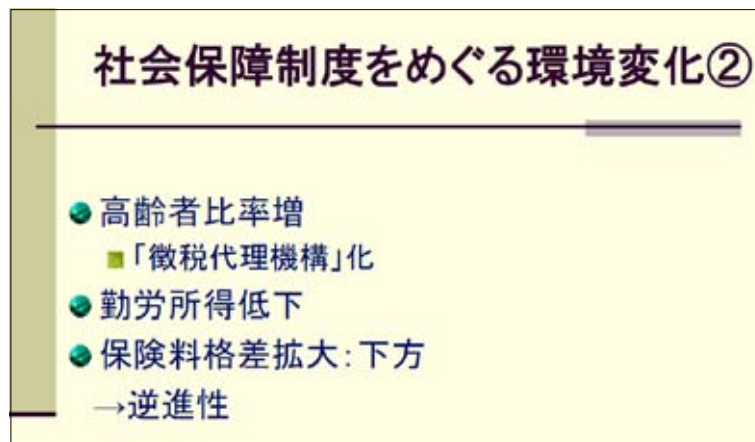 社会保障制度をめぐる環境変化②
高齢者比率増
「徴税代理機構」化
勤労所得低下
保険料格差拡大：下方
→逆進性